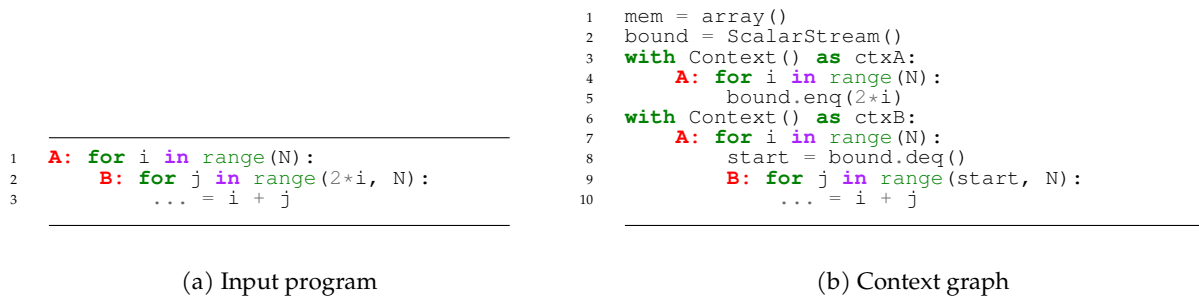 1 A: for i in range(N):
2 B: for j in range(2*i, N):
3 ... = i + j
(a) Input program
1 mem = array()
2 bound = ScalarStream()
3 with Context() as ctxA:
4 A: for i in range(N):
5 bound.enq(2*i)
6 with Context() as ctxB:
7 A: for i in range(N):
8 start = bound.deq()
9 B: for j in range(start, N):
10 ... = i + j
(b) Context graph